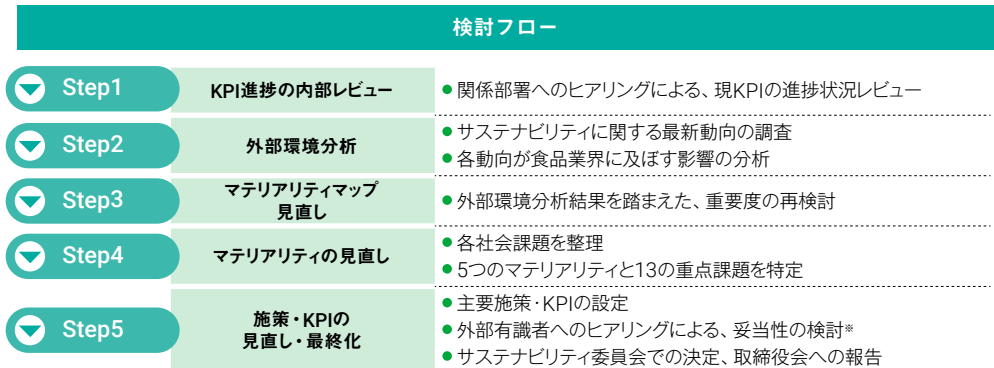 検討フロー
Step1
KPI進捗の内部レビュー
●関係部署へのヒアリングによる、現KPIの進捗状況レビュー
Step2
外部環境分析
●サステナビリティに関する最新動向の調査
●各動向が食品業界に及ぼす影響の分析
Step3
マテリアリティマップ
見直し
●外部環境分析結果を踏まえた、重要度の再検討
Step4
マテリアリティの見直し
●各社会課題を整理
●5つのマテリアリティと13の重点課題を特定
Step5
施策・KPIの
見直し・最終化
●主要施策・KPIの設定
●外部有識者へのヒアリングによる、妥当性の検討※
●サステナビリティ委員会での決定、取締役会への報告